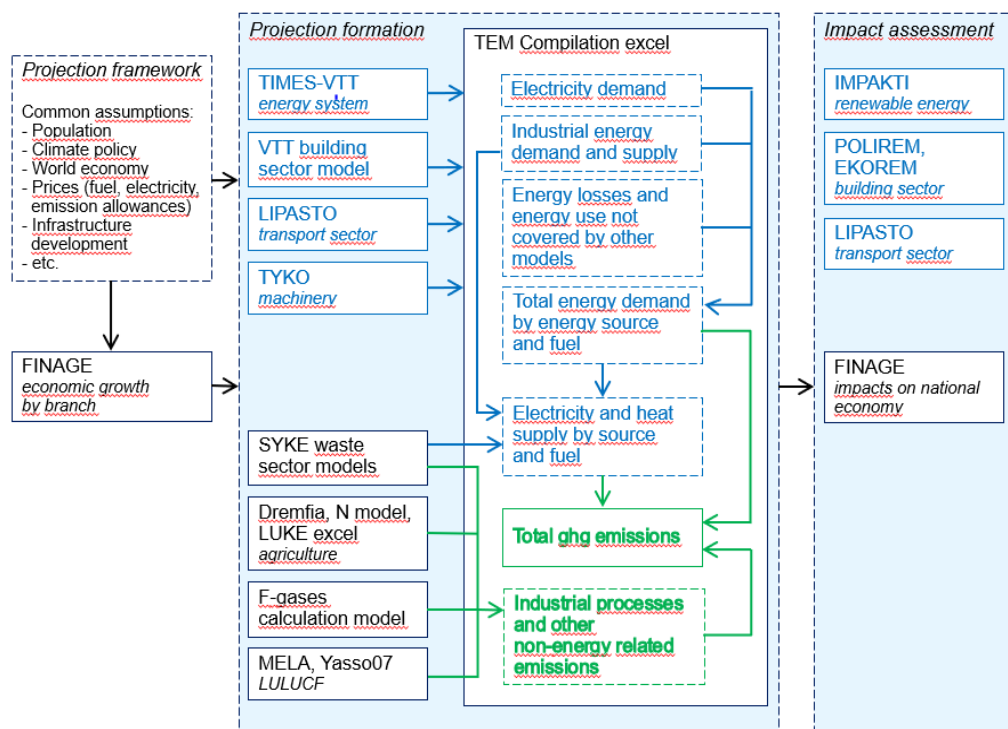 Projection framework
Common assumptions:
- Population
- Climate policy
- World economy
- Prices (fuel, electricity,
emission allowances)
- Infrastructure
development
- etc.
FINAGE
economic growth
by branch
Projection formation
TIMES-VTT
energy system
VTT building
sector model
LIPASTO
transport sector
TYKO
machinery
SYKE waste
sector models
Dremfia, N model,
LUKE excel
agriculture
F-gases
calculation model
MELA, Yasso07
LULUCF
TEM Compilation excel
Electricity demand
Industrial energy
demand and supply
Energy losses and
energy use not
covered by other
models
Total energy demand
by energy source
and fuel
Electricity and heat
supply by source
and fuel
Total ghg emissions
Industrial processes
and other
non-energy related
emissions
Impact assessment
IMPAKTI
renewable energy
POLIREM,
EKOREM
building sector
LIPASTO
transport sector
FINAGE
impacts on national
economy